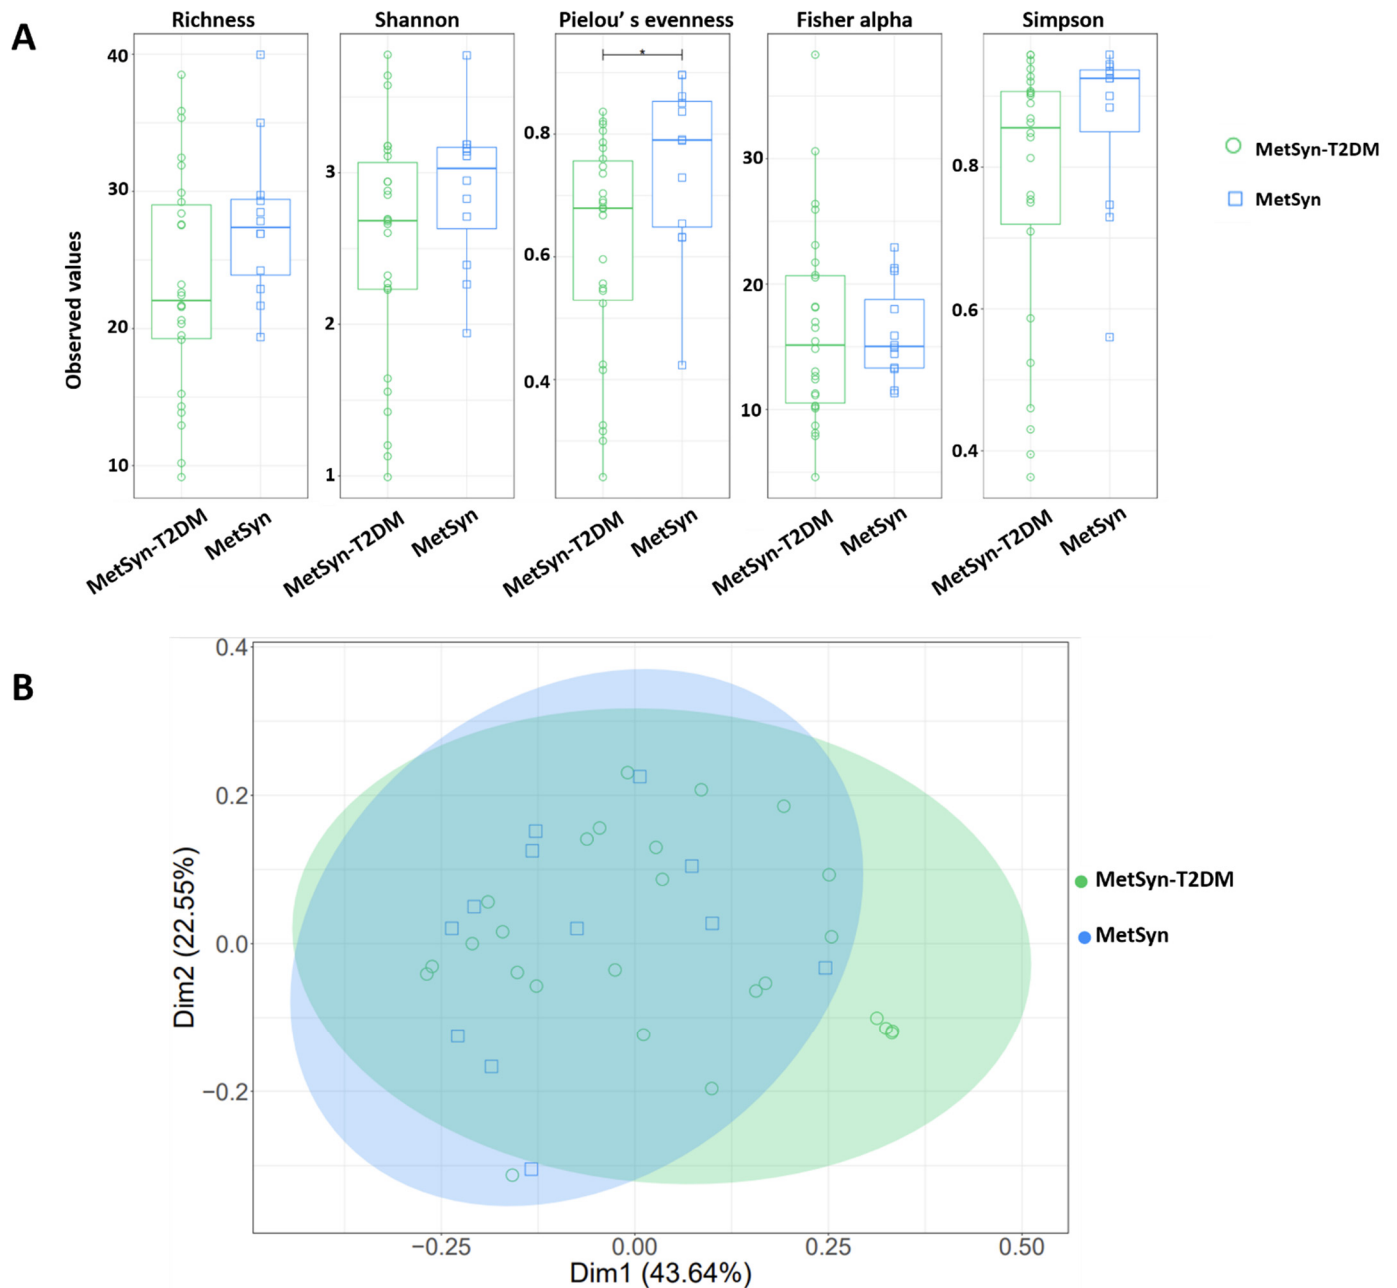 A
Richness
Shannon
Pielou’ s evenness
Fisher alpha
Simpson
Observed values
40
30
20
10
3
2
1
*
0.8
0.6
0.4
30
20
10
0.8
0.6
0.4
MetSyn-T2DM
MetSyn
MetSyn-T2DM
MetSyn
MetSyn-T2DM
MetSyn
MetSyn-T2DM
MetSyn
MetSyn-T2DM
MetSyn
MetSyn-T2DM
MetSyn
B
Dim2 (22.55%)
0.4
0.2
0.0
−0.2
−0.25
0.00
0.25
0.50
Dim1 (43.64%)
MetSyn-T2DM
MetSyn